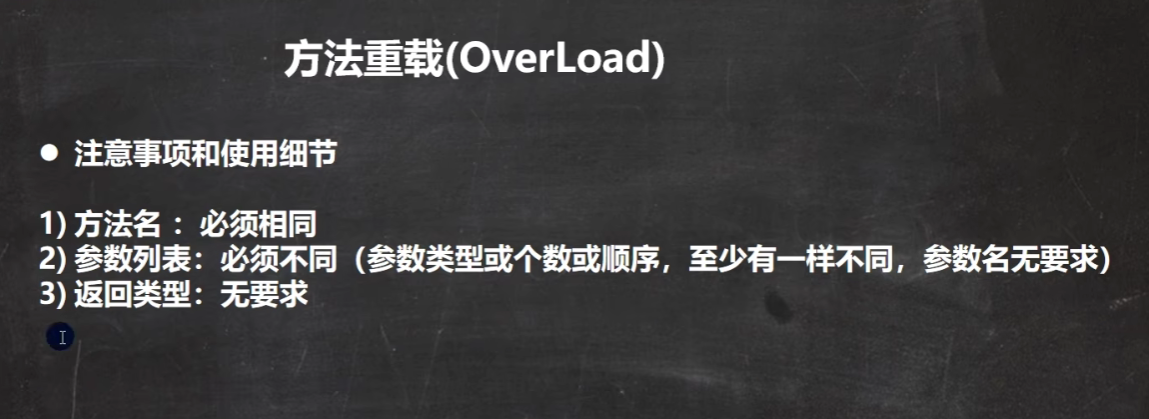 方法重载(OverLoad)
● 注意事项和使用细节
1) 方法名 ：必须相同
2) 参数列表：必须不同（参数类型或个数或顺序，至少有一样不同，参数名无要求）
3) 返回类型：无要求